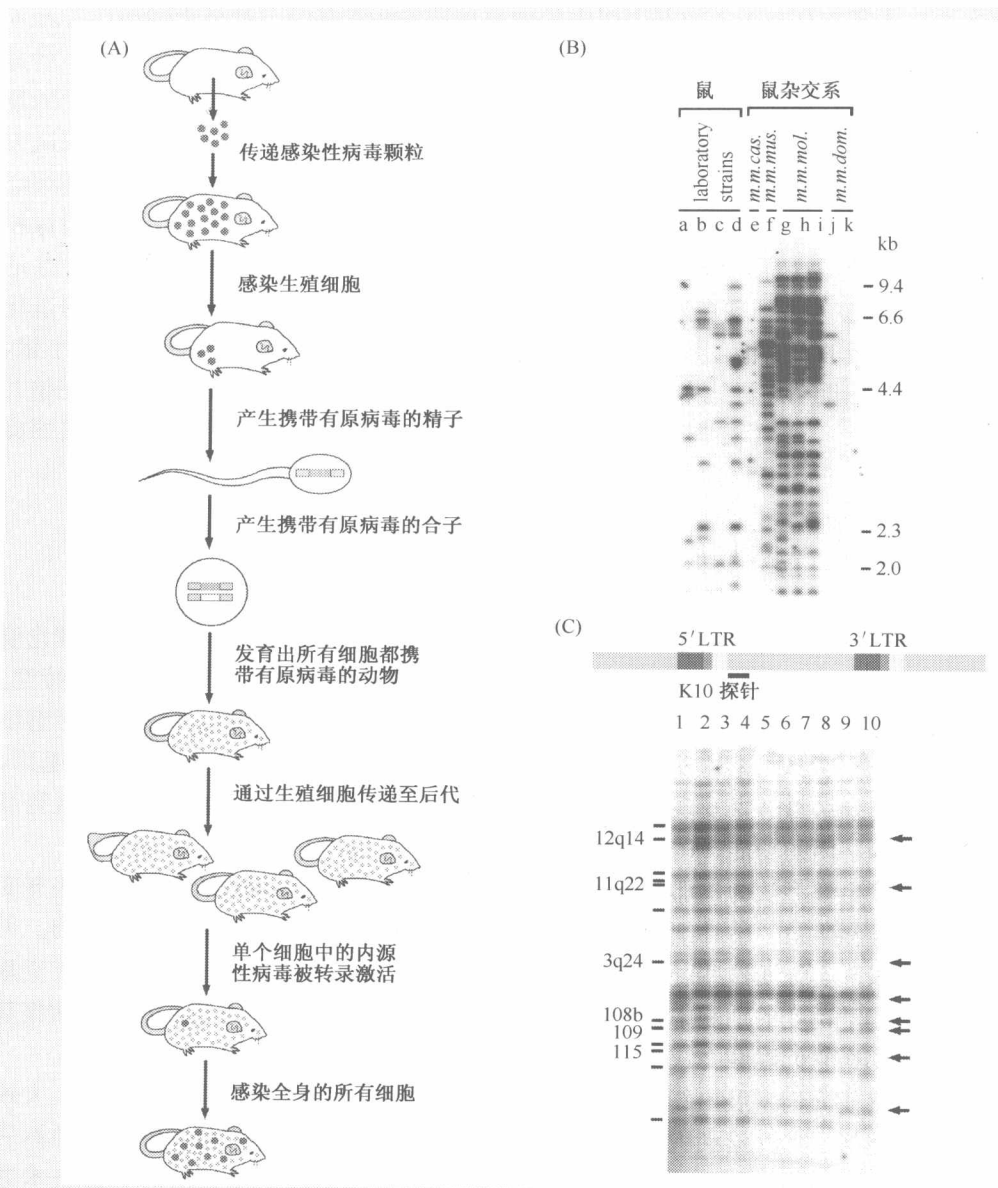 (A)
传递感染性病毒颗粒
感染生殖细胞
产生携带有原病毒的精子
产生携带有原病毒的合子
发育出所有细胞都携
带有原病毒的动物
通过生殖细胞传递至后代
单个细胞中的内源
性病毒被转录激活
感染全身的所有细胞
(B)
鼠 鼠杂交系
laboratory
strains
m.m.cas.
m.m.mus.
m.m.mol.
m.m.dom.
a b c d e f g h i j k
kb
9.4
6.6
4.4
2.3
2.0
(C)
5′LTR 3′LTR
K10 探针
1 2 3 4 5 6 7 8 9 10
12q14
11q22
3q24
108b
109
115